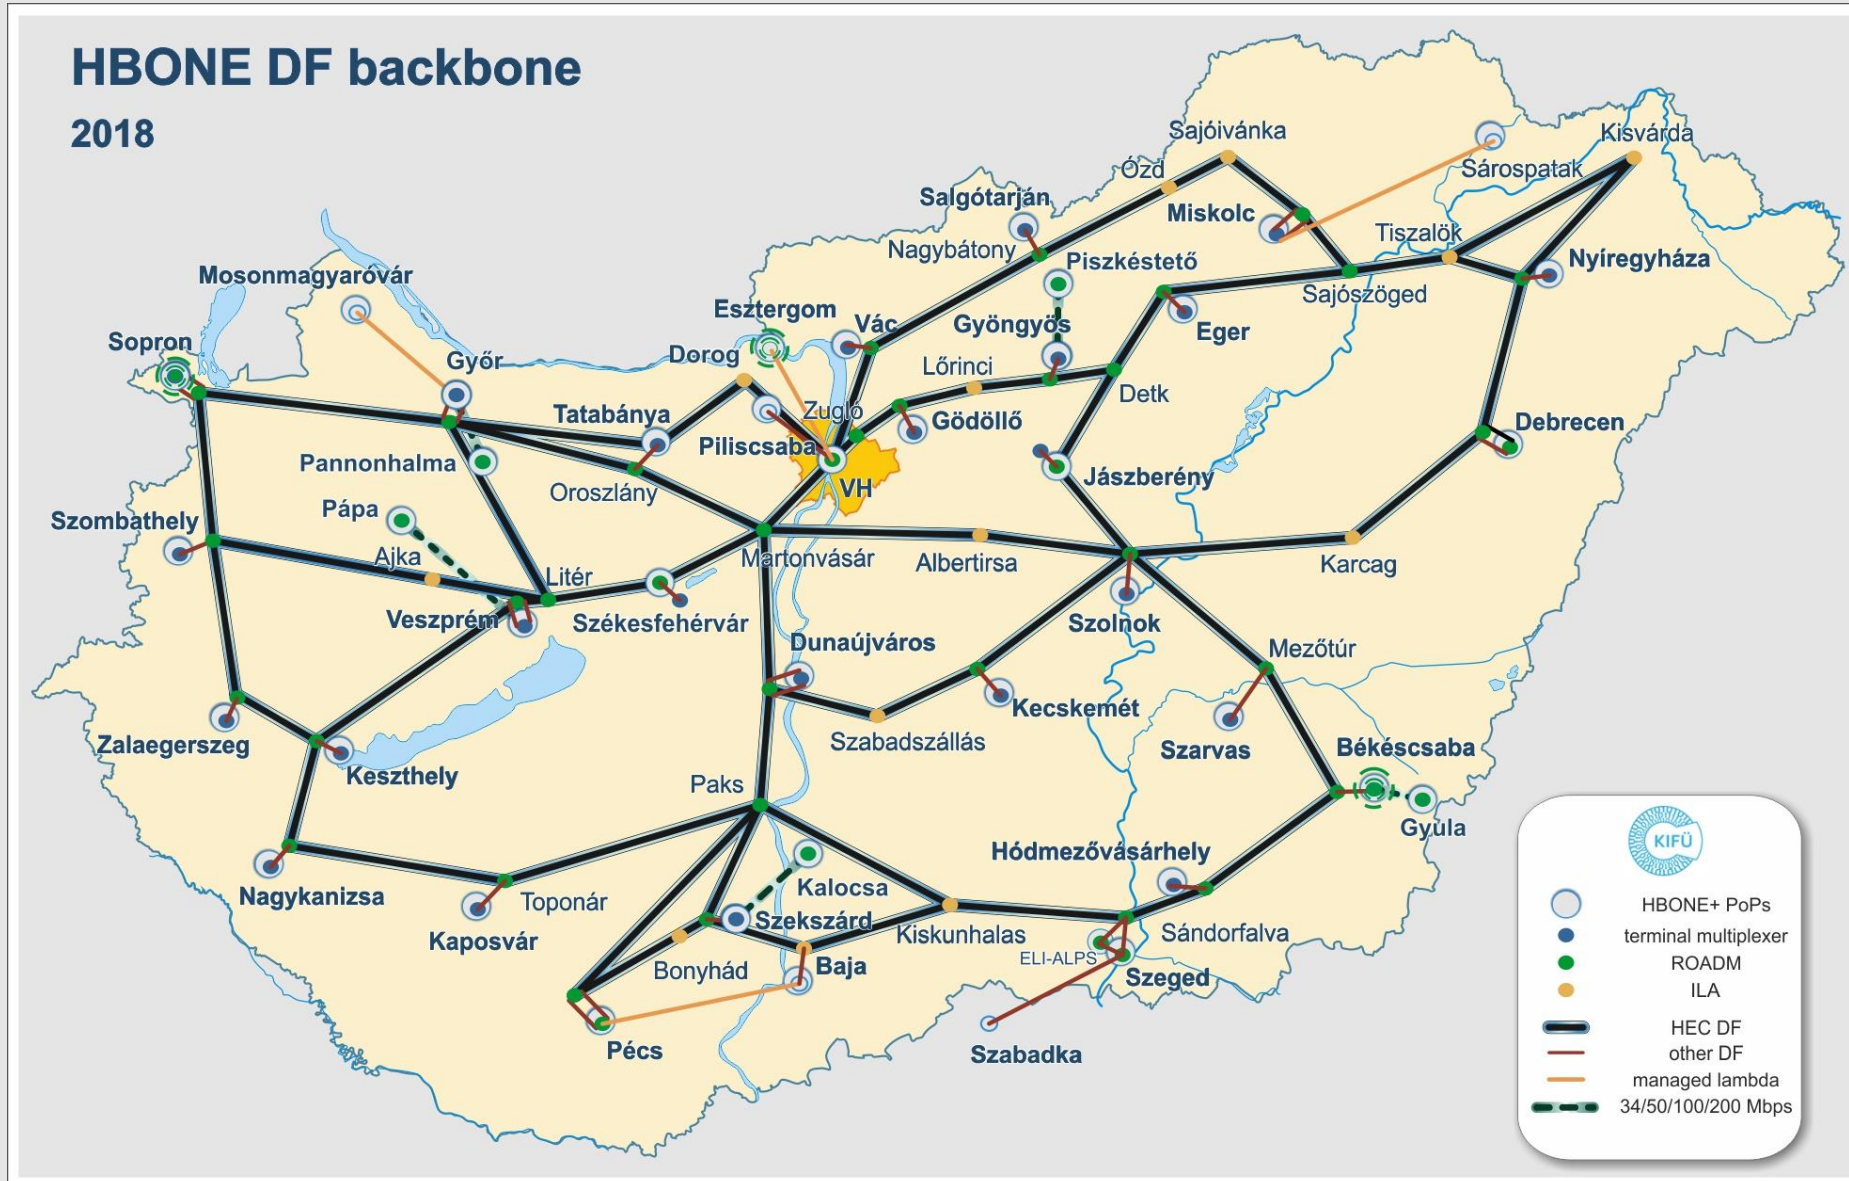 HBONE DF backbone
2018
Sajóivánka
Kisvárda
Ózd
Sárospatak
Salgótarján
Miskolc
Tiszalök
Nagybátony
Piszkéstető
Nyíregyháza
Mosonmagyaróvár
Sajószöged
Esztergom
Vác
Gyöngyös
Eger
Sopron
Dorog
Győr
Lőrinci
Detk
Tatabánya
Zugló
Gödöllő
Debrecen
Piliscsaba
Pannonhalma
Jászberény
Oroszlány
VH
Pápa
Szombathely
Ajka
Martonvásár
Albertirsa
Karcag
Litér
Veszprém
Székesfehérvár
Szolnok
Dunaújváros
Mezőtúr
Kecskemét
Zalaegerszeg
Szabadszállás
Szarvas
Békéscsaba
Keszthely
Paks
Gyula
Hódmezővásárhely
Kalocsa
Nagykanizsa
Toponár
Szekszárd
Kaposvár
Kiskunhalas
Sándorfalva
Bonyhád
Baja
ELI-ALPS
Szeged
Pécs
Szabadka
KIFÜ
HBONE+ PoPs
terminal multiplexer
ROADM
ILA
HEC DF
other DF
managed lambda
34/50/100/200 Mbps